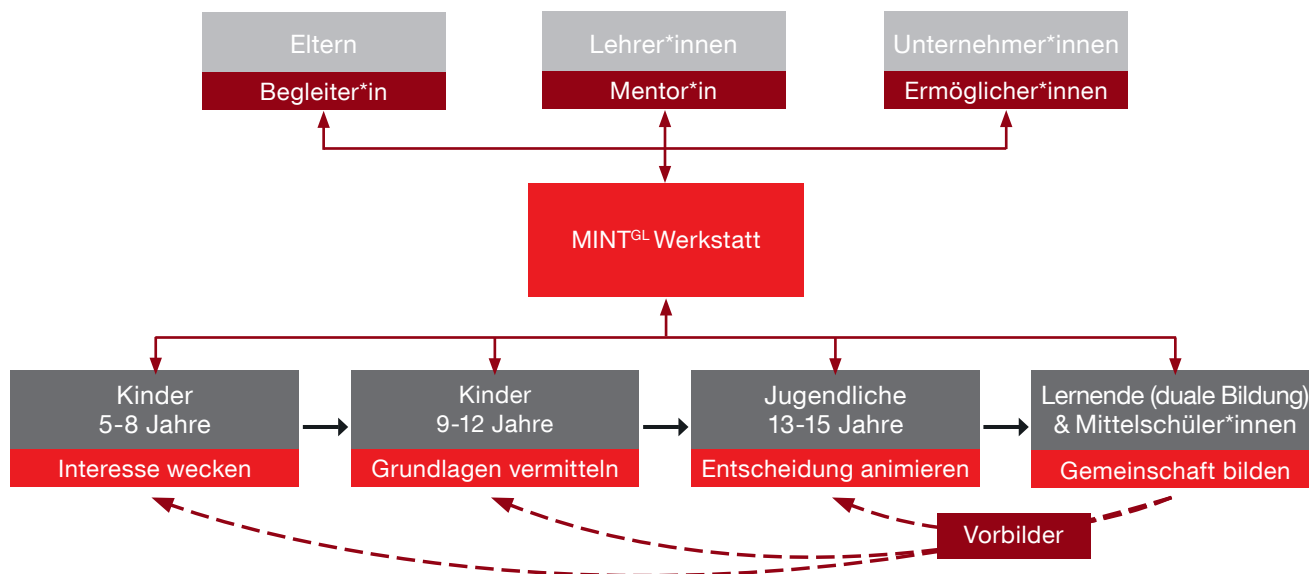 Eltern
Begleiter*in
Lehrer*innen
Mentor*in
Unternehmer*innen
Ermöglicher*innen
MINTGL Werkstatt
Kinder
5-8 Jahre
Interesse wecken
Kinder
9-12 Jahre
Grundlagen vermitteln
Jugendliche
13-15 Jahre
Entscheidung animieren
Lernende (duale Bildung)
& Mittelschüler*innen
Gemeinschaft bilden
Vorbilder